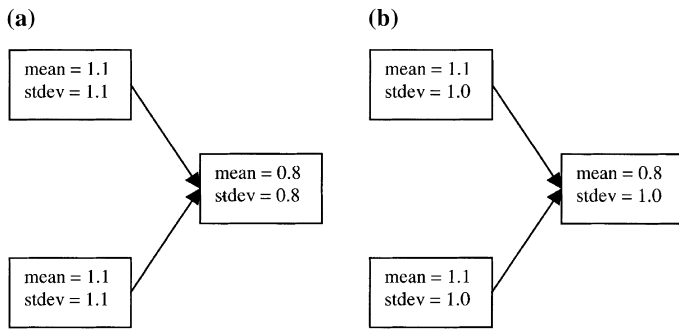 (a)
mean = 1.1
stdev = 1.1
mean = 0.8
stdev = 0.8
mean = 1.1
stdev = 1.1
(b)
mean = 1.1
stdev = 1.0
mean = 0.8
stdev = 1.0
mean = 1.1
stdev = 1.0